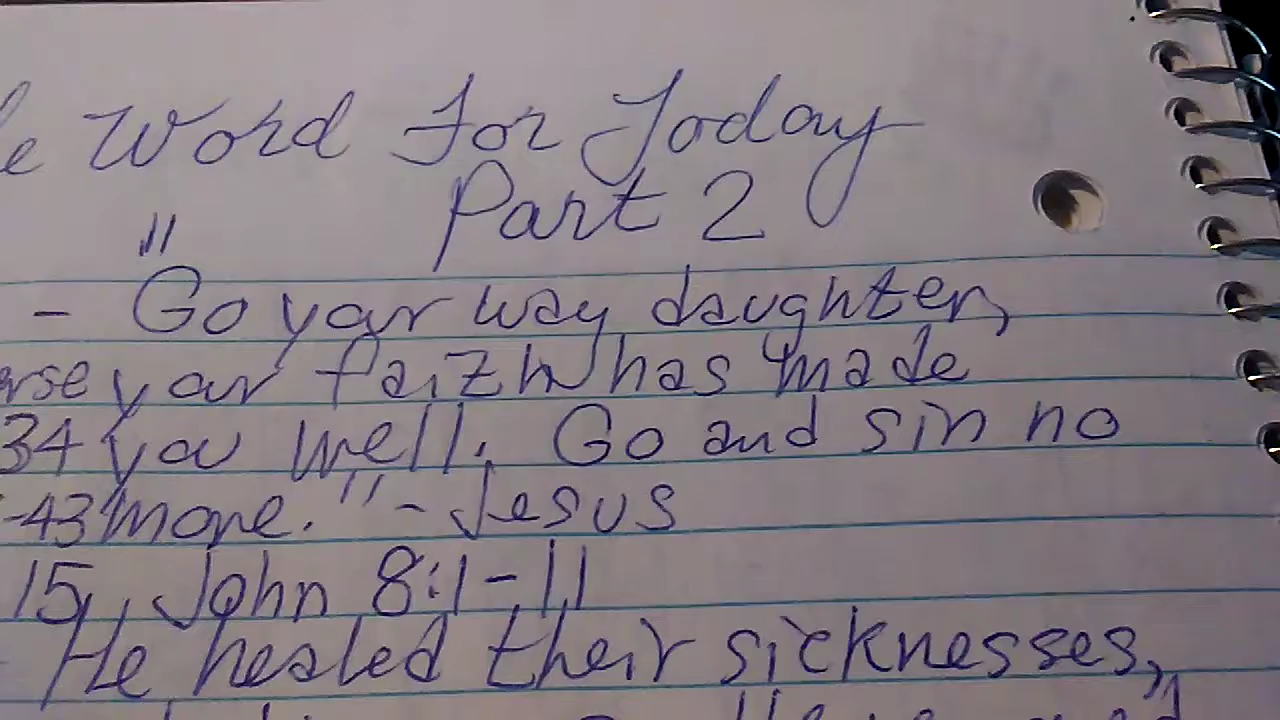 Word For Today
Part 2
"
- Go your way daughter,
your faith has made
34 you well. Go and sin no
-43 more." - Jesus
15, John 8:1-11
He healed their sicknesses,